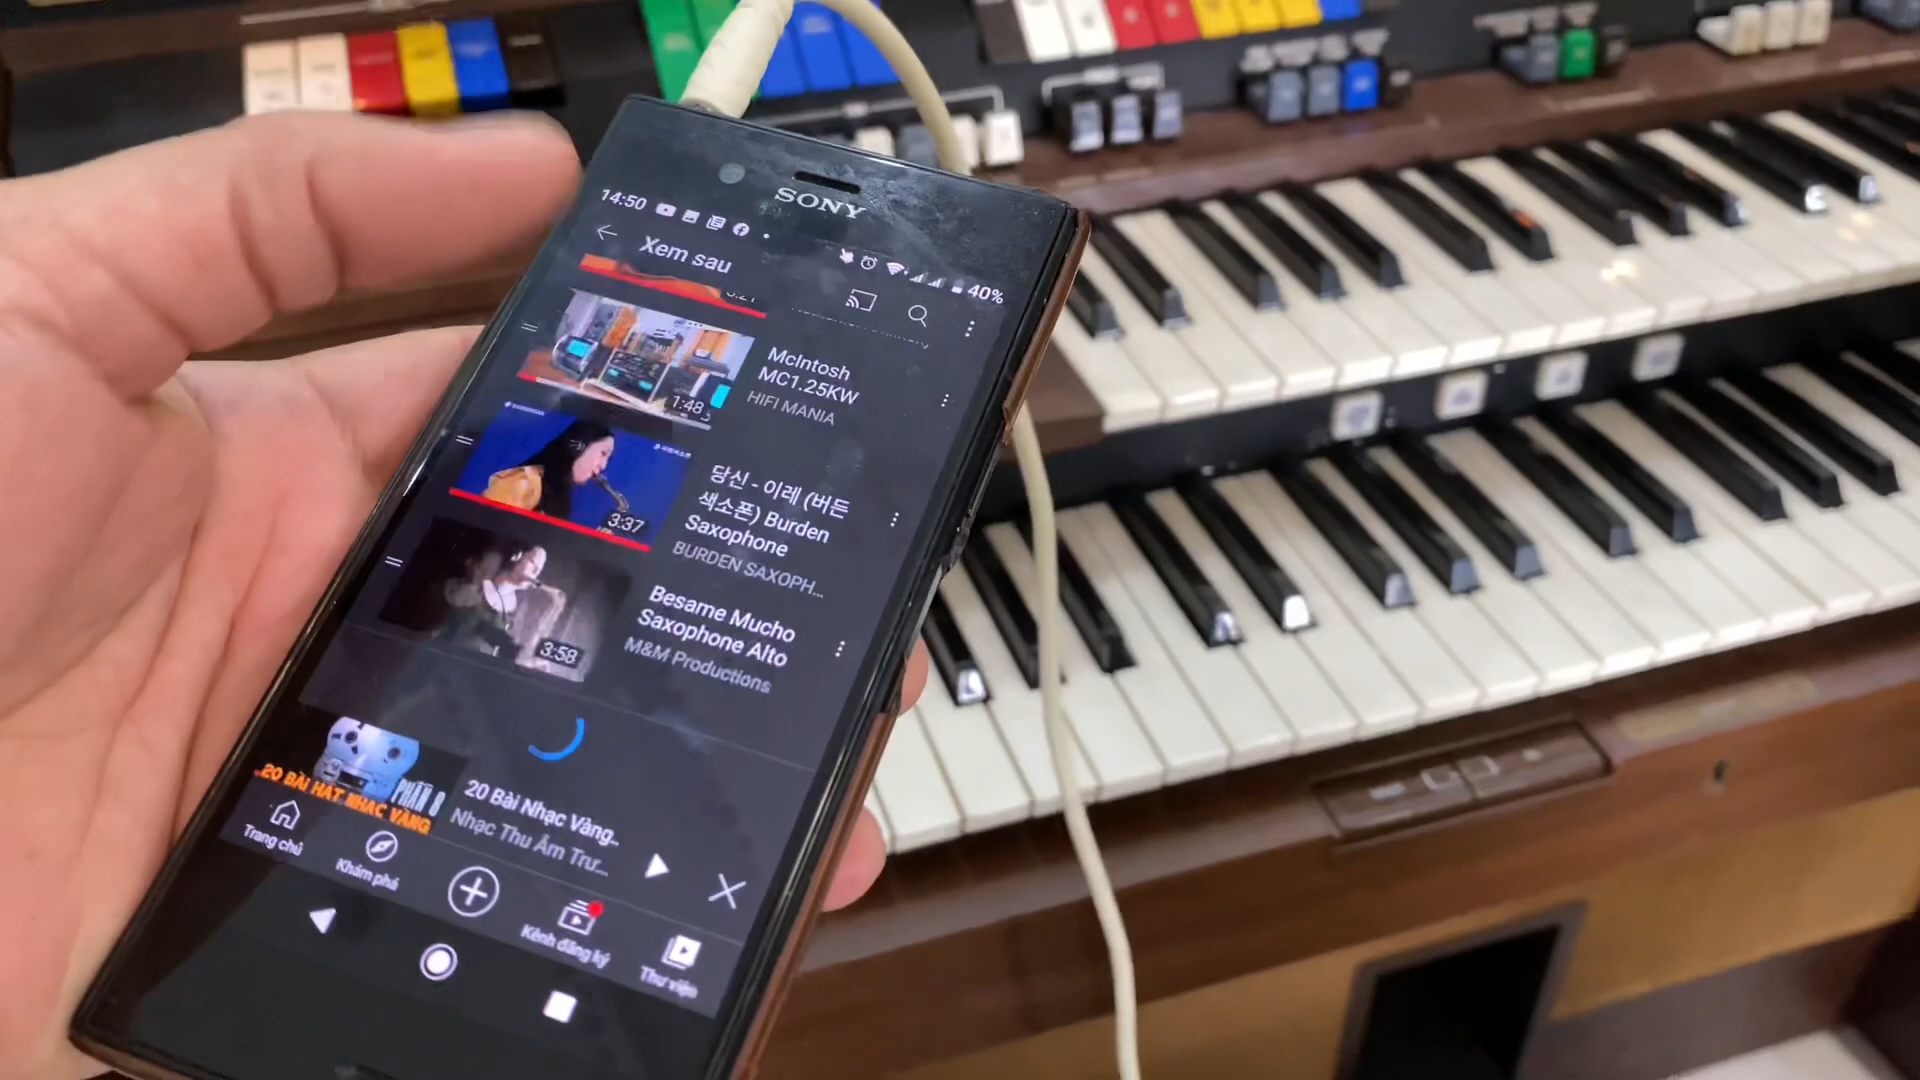 SONY
14:50
40%
Xem sau
McIntosh
MC1.25KW
HIFI MANIA
1:48
당신 - 이레 (버든
색소폰) Burden
Saxophone
BURDEN SAXOPH...
3:37
Besame Mucho
Saxophone Alto
M&M Productions
3:58
20 BÀI HÁT NHẠC VÀNG
PHẦN 8
20 Bài Nhạc Vàng..
Nhạc Thu Âm Trư...
Trang chủ
Khám phá
Kênh đăng ký
Thư viện